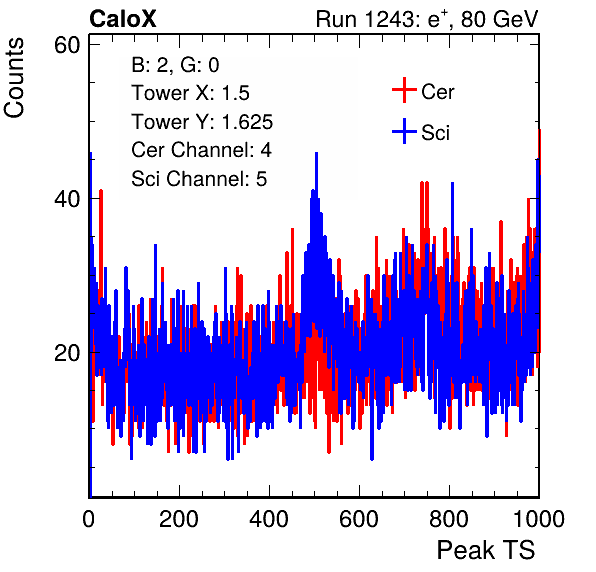 CaloX
Run 1243: e+, 80 GeV
Counts
60
40
20
B: 2, G: 0
Tower X: 1.5
Tower Y: 1.625
Cer Channel: 4
Sci Channel: 5
Cer
Sci
0 200 400 600 800 1000
Peak TS